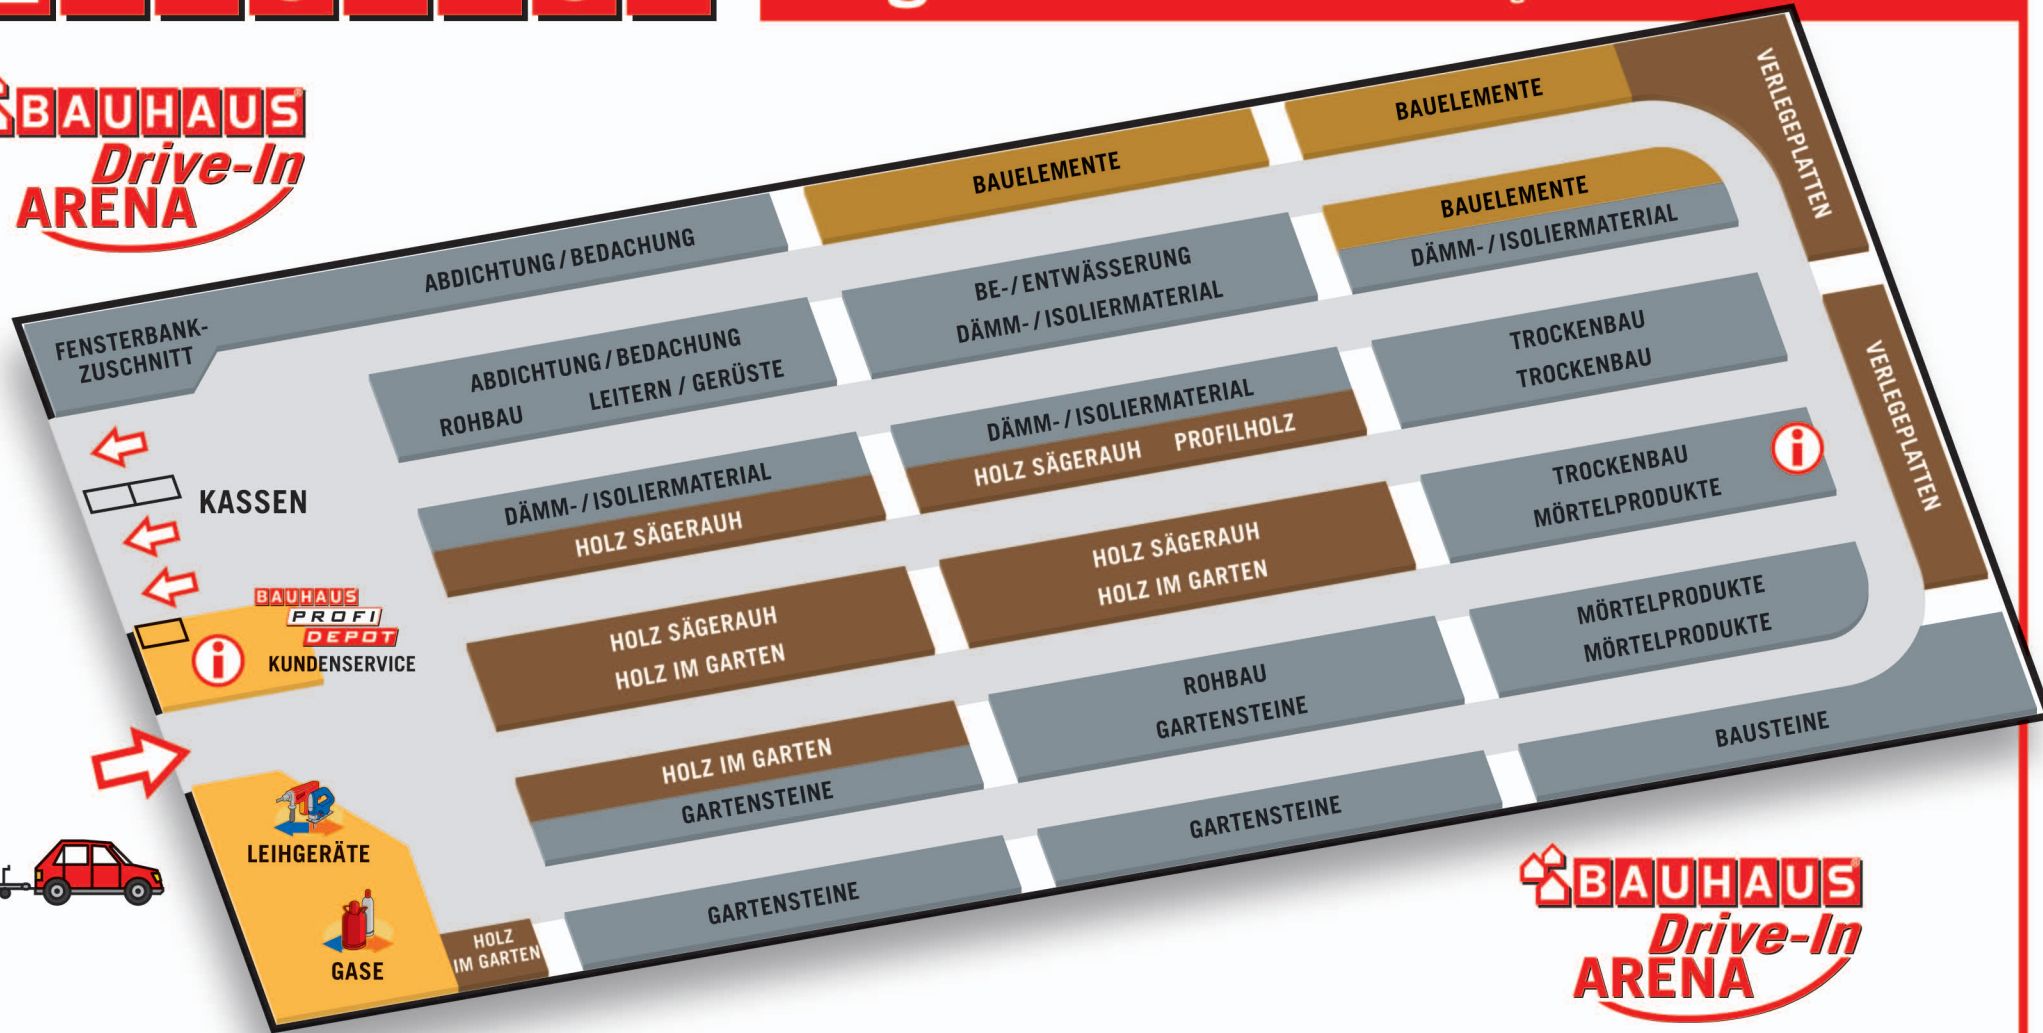 BAUHAUS
Drive-In
ARENA
VERLEGEPLATTEN
BAUELEMENTE
BAUELEMENTE
BAUELEMENTE
DÄMM- / ISOLIERMATERIAL
ABDICHTUNG / BEDACHUNG
FENSTERBANK-
ZUSCHNITT
BE- / ENTWÄSSERUNG
DÄMM- / ISOLIERMATERIAL
ABDICHTUNG / BEDACHUNG
ROHBAU LEITERN / GERÜSTE
TROCKENBAU
TROCKENBAU
VERLEGEPLATTEN
DÄMM- / ISOLIERMATERIAL
HOLZ SÄGERAUH PROFILHOLZ
DÄMM- / ISOLIERMATERIAL
HOLZ SÄGERAUH
KASSEN
TROCKENBAU
MÖRTELPRODUKTE
i
HOLZ SÄGERAUH
HOLZ IM GARTEN
HOLZ SÄGERAUH
HOLZ IM GARTEN
BAUHAUS
PROFI
DEPOT
KUNDENSERVICE
i
MÖRTELPRODUKTE
MÖRTELPRODUKTE
ROHBAU
GARTENSTEINE
HOLZ IM GARTEN
GARTENSTEINE
BAUSTEINE
GARTENSTEINE
GARTENSTEINE
LEIHGERÄTE
GASE
HOLZ
IM GARTEN
BAUHAUS
Drive-In
ARENA